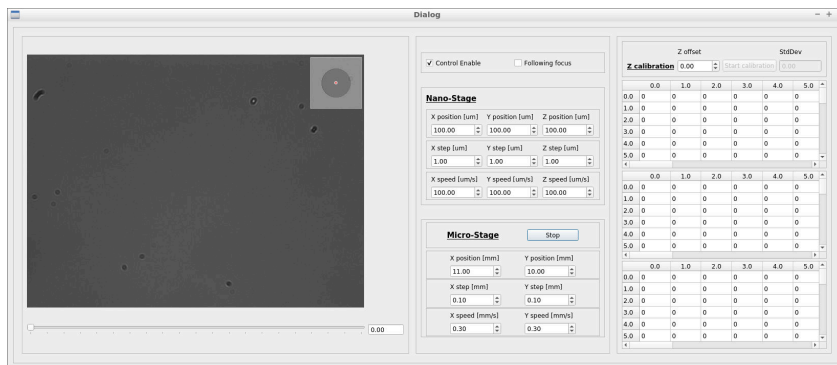 Dialog
0.00
Control Enable Following focus
Nano-Stage
X position [um] Y position [um] Z position [um]
100.00 100.00 100.00
X step [um] Y step [um] Z step [um]
1.00 1.00 1.00
X speed [um/s] Y speed [um/s] Z speed [um/s]
100.00 100.00 100.00
Micro-Stage Stop
X position [mm] Y position [mm]
11.00 10.00
X step [mm] Y step [mm]
0.10 0.10
X speed [mm/s] Y speed [mm/s]
0.30 0.30
Z offset StdDev
Z calibration 0.00 Start calibration 0.00
0.0 1.0 2.0 3.0 4.0 5.0
0.0 0 0 0 0 0 0
1.0 0 0 0 0 0 0
2.0 0 0 0 0 0 0
3.0 0 0 0 0 0 0
4.0 0 0 0 0 0 0
5.0 0 0 0 0 0 0
0.0 1.0 2.0 3.0 4.0 5.0
0.0 0 0 0 0 0 0
1.0 0 0 0 0 0 0
2.0 0 0 0 0 0 0
3.0 0 0 0 0 0 0
4.0 0 0 0 0 0 0
5.0 0 0 0 0 0 0
0.0 1.0 2.0 3.0 4.0 5.0
0.0 0 0 0 0 0 0
1.0 0 0 0 0 0 0
2.0 0 0 0 0 0 0
3.0 0 0 0 0 0 0
4.0 0 0 0 0 0 0
5.0 0 0 0 0 0 0